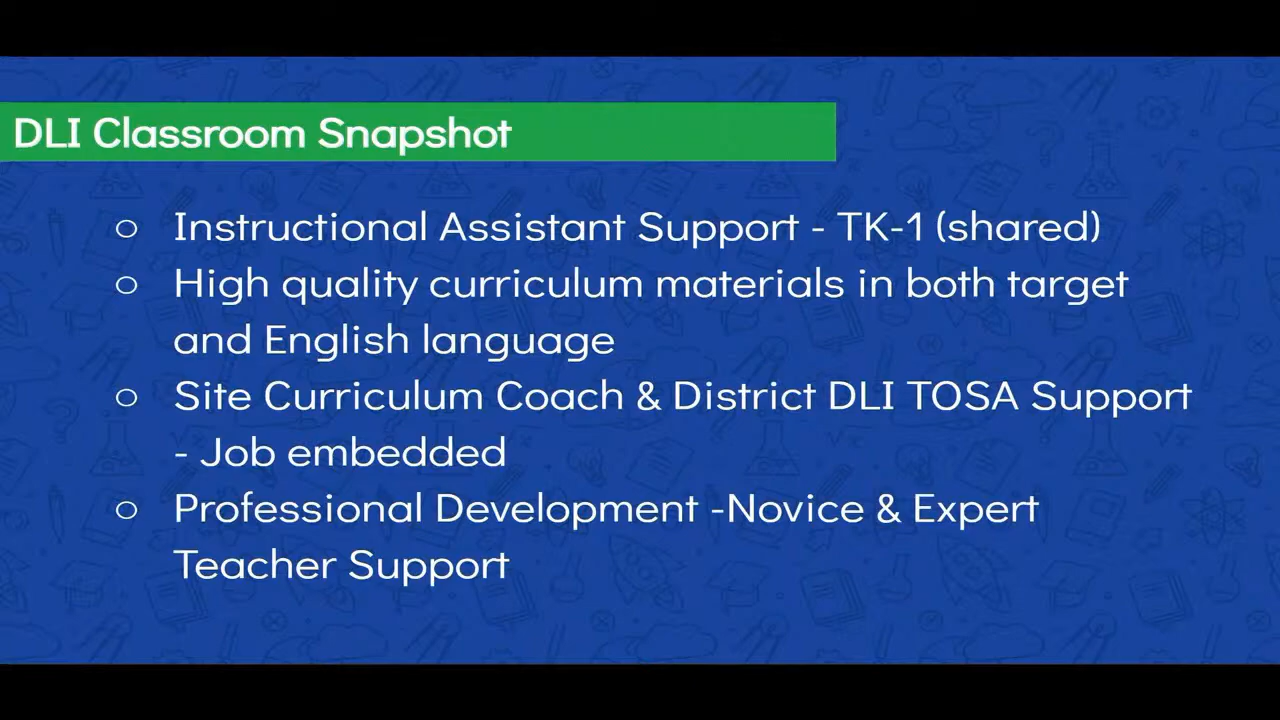 DLI Classroom Snapshot
○ Instructional Assistant Support - TK-1 (shared)
○ High quality curriculum materials in both target
and English language
○ Site Curriculum Coach & District DLI TOSA Support
- Job embedded
○ Professional Development -Novice & Expert
Teacher Support